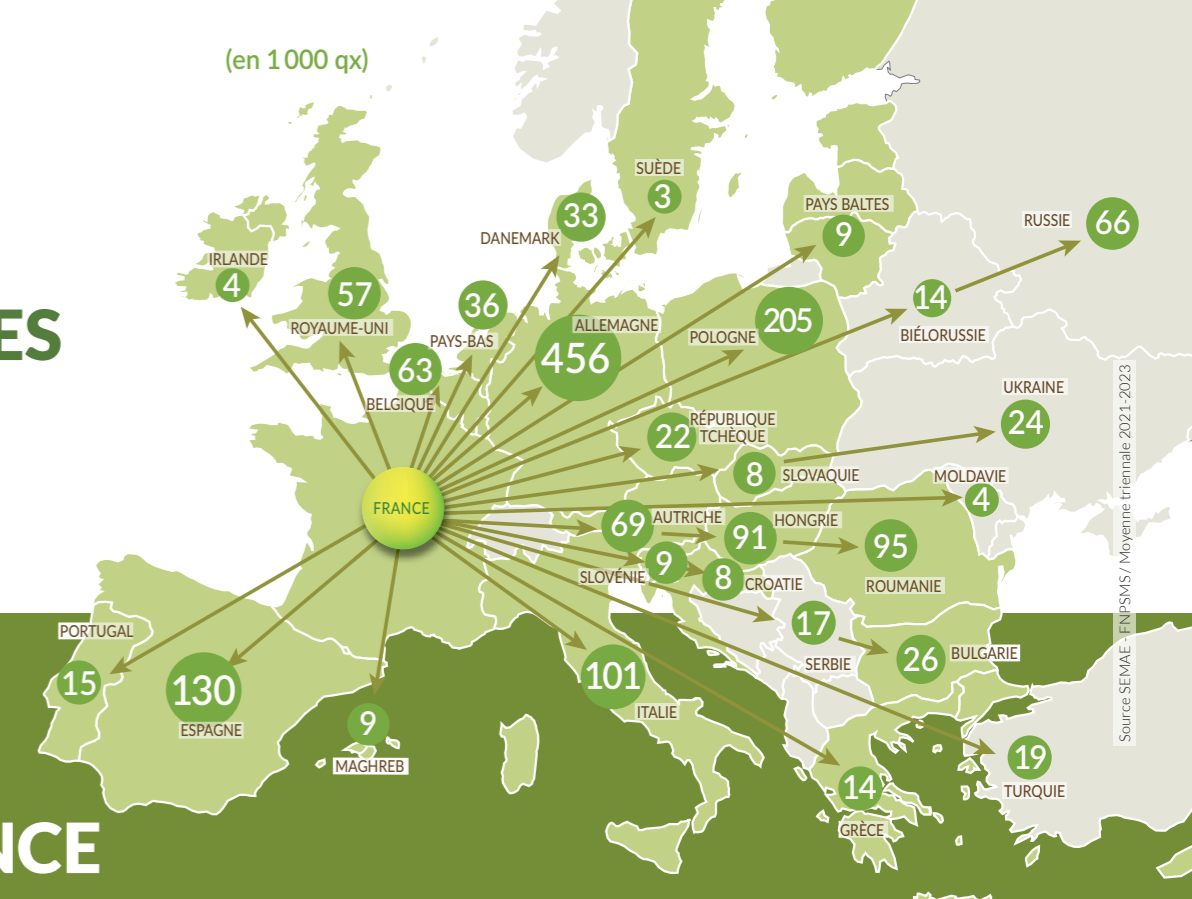 (en 1 000 qx)
SUÈDE
3
33
DANEMARK
PAYS BALTES
9
RUSSIE
66
IRLANDE
4
57
ROYAUME-UNI
36
PAYS-BAS
14
BIÉLORUSSIE
ES
63
BELGIQUE
ALLEMAGNE
456
POLOGNE
205
UKRAINE
24
22
RÉPUBLIQUE
TCHÈQUE
8
SLOVAQUIE
MOLDAVIE
4
FRANCE
69
AUTRICHE
91
HONGRIE
95
ROUMANIE
SLOVÉNIE
9
8
CROATIE
17
SERBIE
26
BULGARIE
PORTUGAL
15
130
ESPAGNE
101
ITALIE
9
MAGHREB
19
TURQUIE
14
GRÈCE
NCE
Source SEMAE - FNPSMS / Moyenne triennale 2021-2023